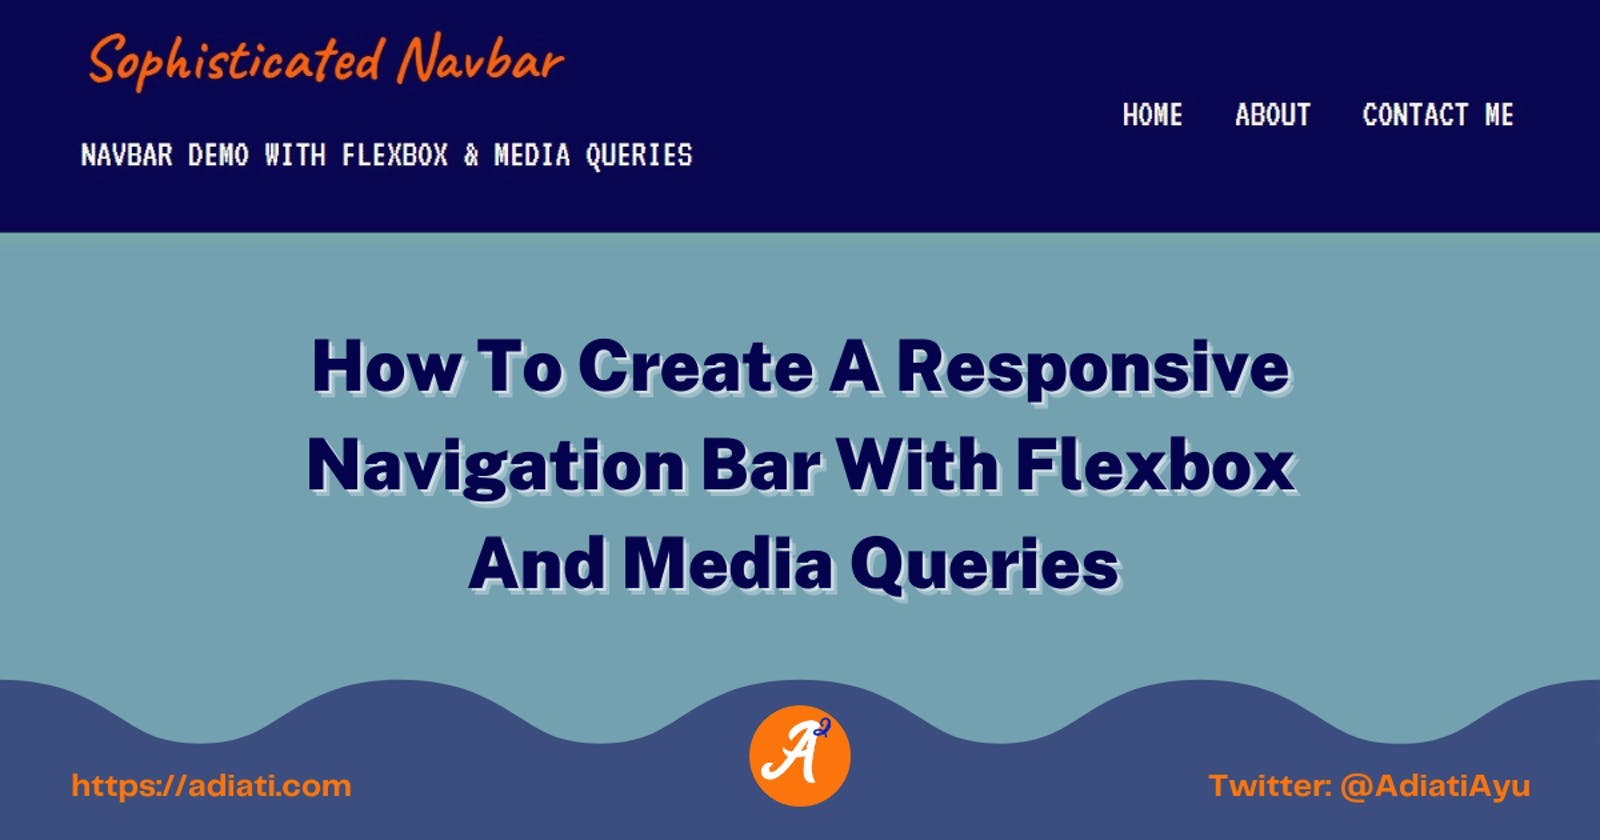 Sophisticated Navbar
NAVBAR DEMO WITH FLEXBOX & MEDIA QUERIES
HOME ABOUT CONTACT ME
How To Create A Responsive
Navigation Bar With Flexbox
And Media Queries
A2
https://adiati.com
Twitter: @AdiatiAyu